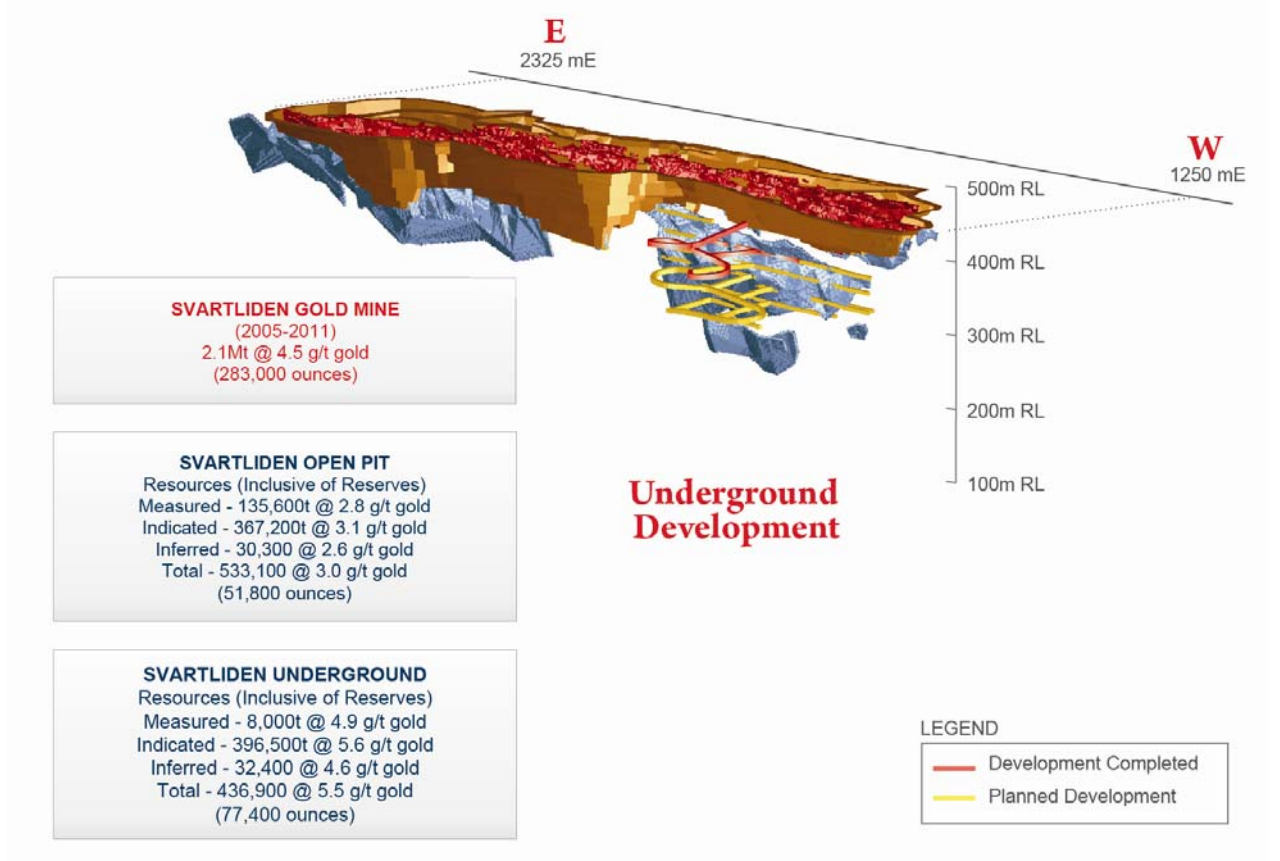 E
2325 mE
W
1250 mE
500m RL
400m RL
300m RL
200m RL
100m RL
SVARTLIDEN GOLD MINE
(2005-2011)
2.1Mt @ 4.5 g/t gold
(283,000 ounces)
SVARTLIDEN OPEN PIT
Resources (Inclusive of Reserves)
Measured - 135,600t @ 2.8 g/t gold
Indicated - 367,200t @ 3.1 g/t gold
Inferred - 30,300 @ 2.6 g/t gold
Total - 533,100 @ 3.0 g/t gold
(51,800 ounces)
Underground
Development
SVARTLIDEN UNDERGROUND
Resources (Inclusive of Reserves)
Measured - 8,000t @ 4.9 g/t gold
Indicated - 396,500t @ 5.6 g/t gold
Inferred - 32,400 @ 4.6 g/t gold
Total - 436,900 @ 5.5 g/t gold
(77,400 ounces)
LEGEND
Development Completed
Planned Development